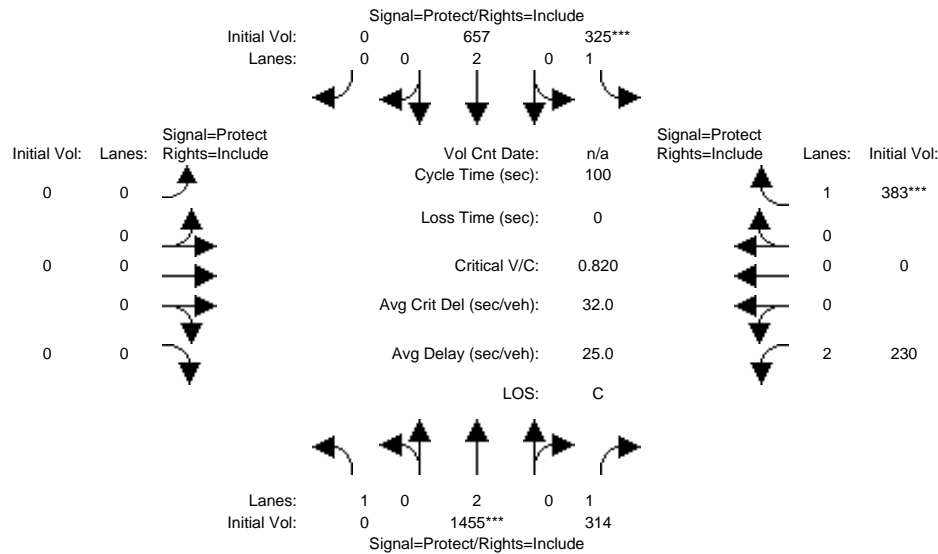 Signal=Protect/Rights=Include
Initial Vol: 0 657 325***
Lanes: 0 0 2 0 1
Signal=Protect
Initial Vol: Lanes: Rights=Include
Vol Cnt Date: n/a
Signal=Protect
Rights=Include Lanes: Initial Vol:
Cycle Time (sec): 100
0 0
1 383***
Loss Time (sec): 0
0
0
0 0
Critical V/C: 0.820
0 0
0
Avg Crit Del (sec/veh): 32.0
0
0 0
Avg Delay (sec/veh): 25.0
2 230
LOS: C
Lanes: 1 0 2 0 1
Initial Vol: 0 1455*** 314
Signal=Protect/Rights=Include